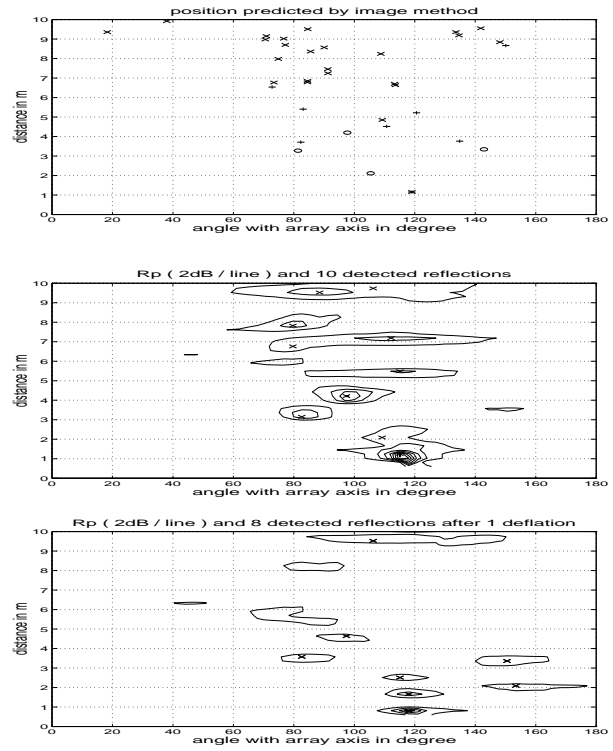 position predicted by image method
10
9
8
7
6
5
4
3
2
1
0
distance in m
0 20 40 60 80 100 120 140 160 180
angle with array axis in degree
Rp ( 2dB / line ) and 10 detected reflections
10
9
8
7
6
5
4
3
2
1
0
distance in m
0 20 40 60 80 100 120 140 160 180
angle with array axis in degree
Rp ( 2dB / line ) and 8 detected reflections after 1 deflation
10
9
8
7
6
5
4
3
2
1
0
distance in m
0 20 40 60 80 100 120 140 160 180
angle with array axis in degree